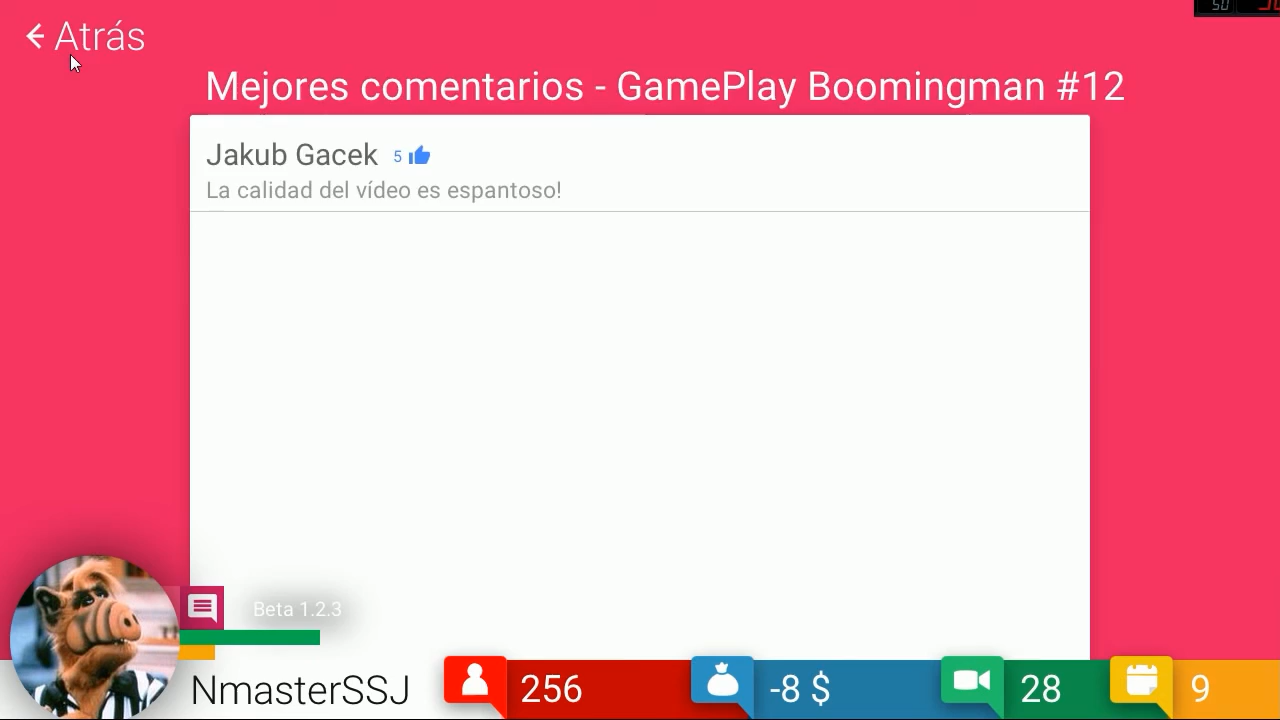 50
Atrás
Mejores comentarios - GamePlay Boomingman #12
Jakub Gacek 5
La calidad del vídeo es espantoso!
Beta 1.2.3
NmasterSSJ 256 -8 $ 28 9